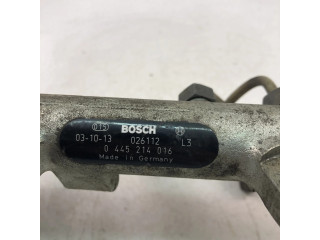 BOSCH
03-10-13 026112 L3
0 445 214 016
Made in Germany